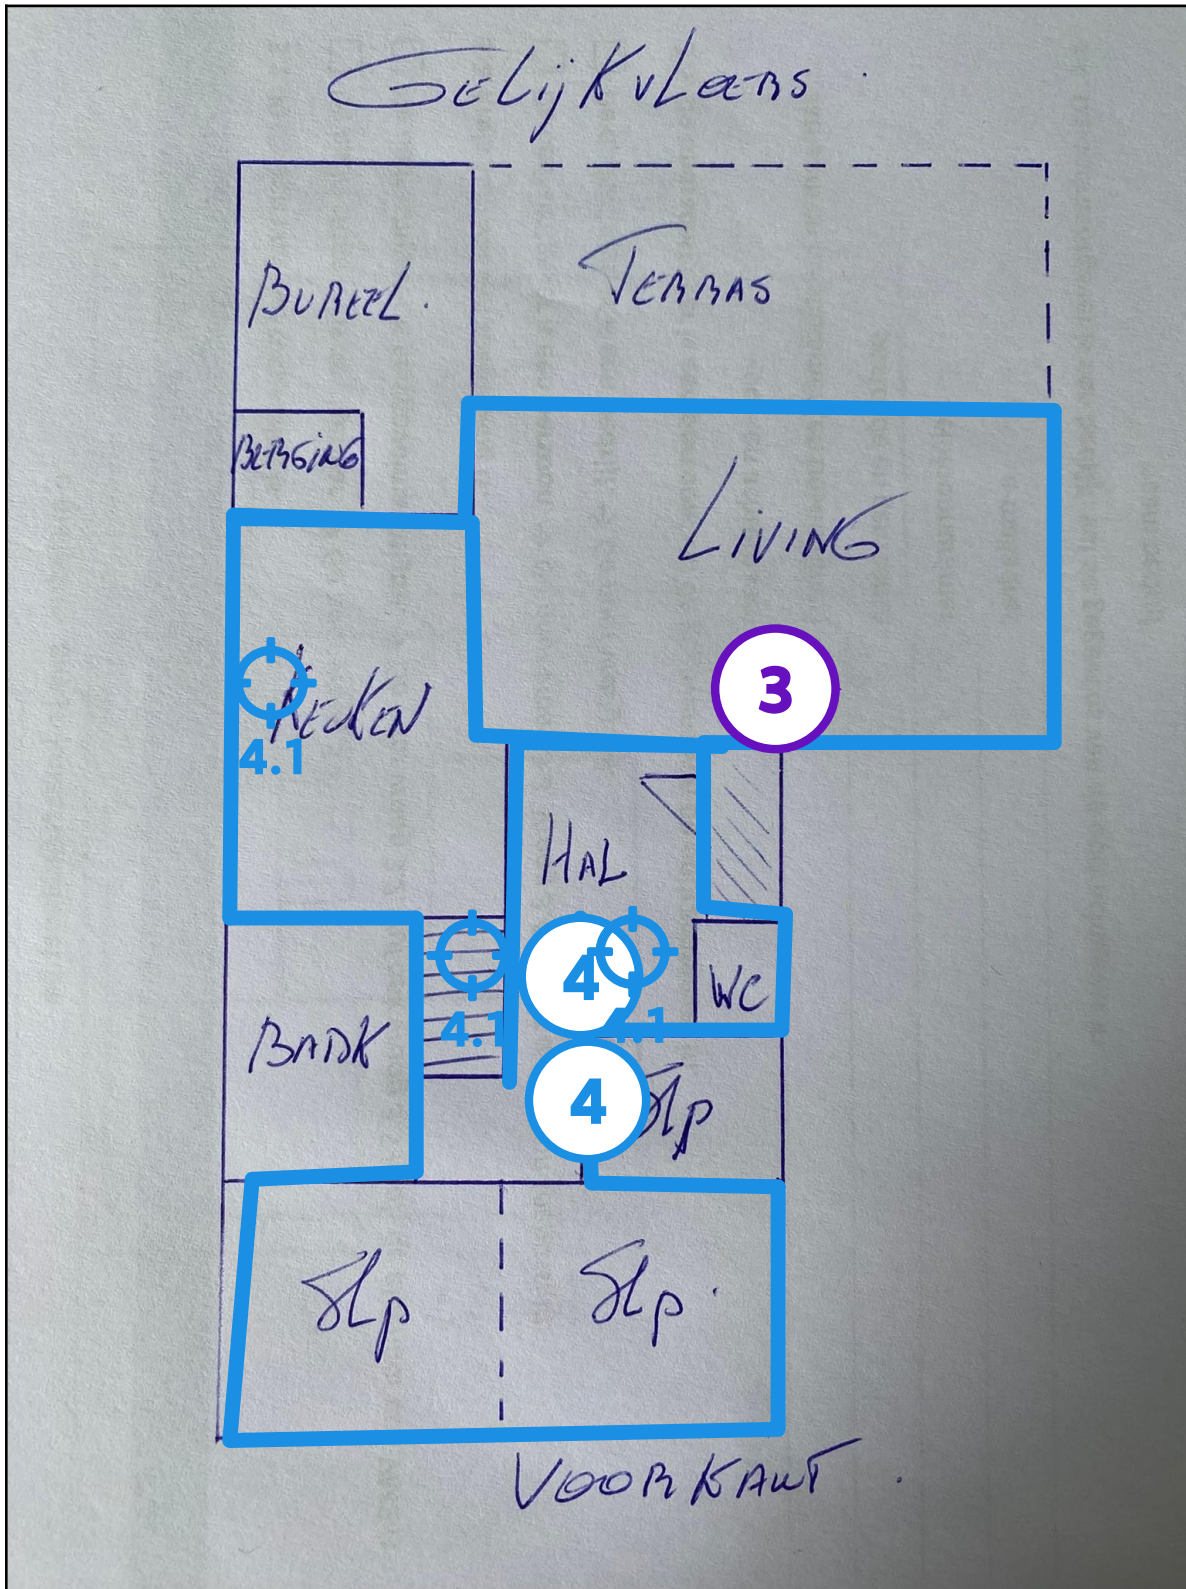 GELIJKVLOERS
BUREEL.
TERRAS
BERGING
LIVING
3
KEUKEN
4.1
HAL
4
4.1
4.1
WC
BADK
4
Slp
Slp
Slp.
VOORKANT.